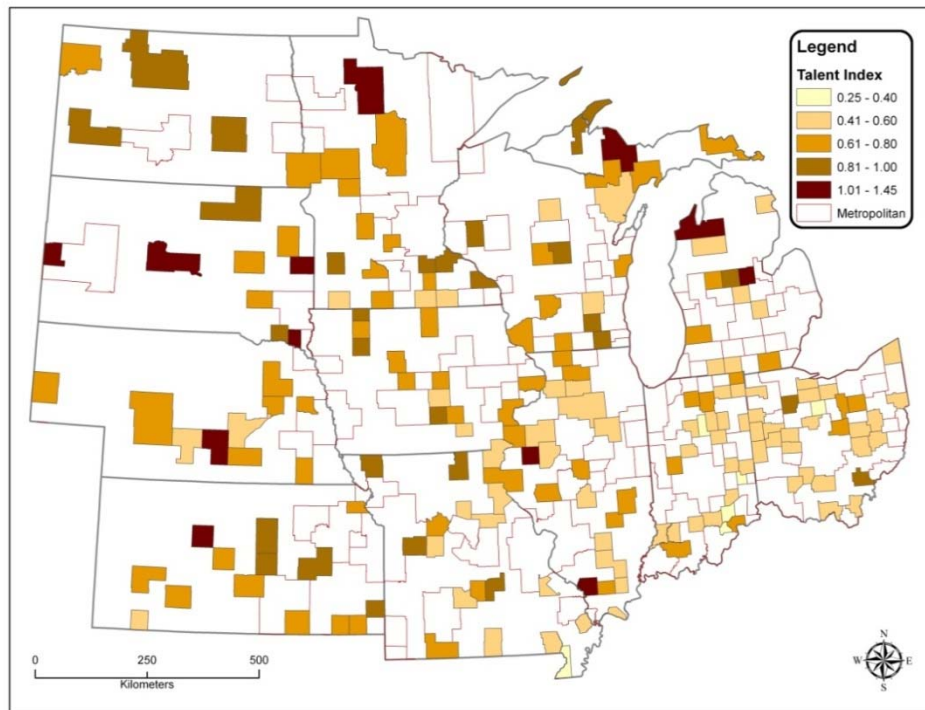 Legend
Talent Index
0.25 - 0.40
0.41 - 0.60
0.61 - 0.80
0.81 - 1.00
1.01 - 1.45
Metropolitan
0 250 500
Kilometers
N
W E
S